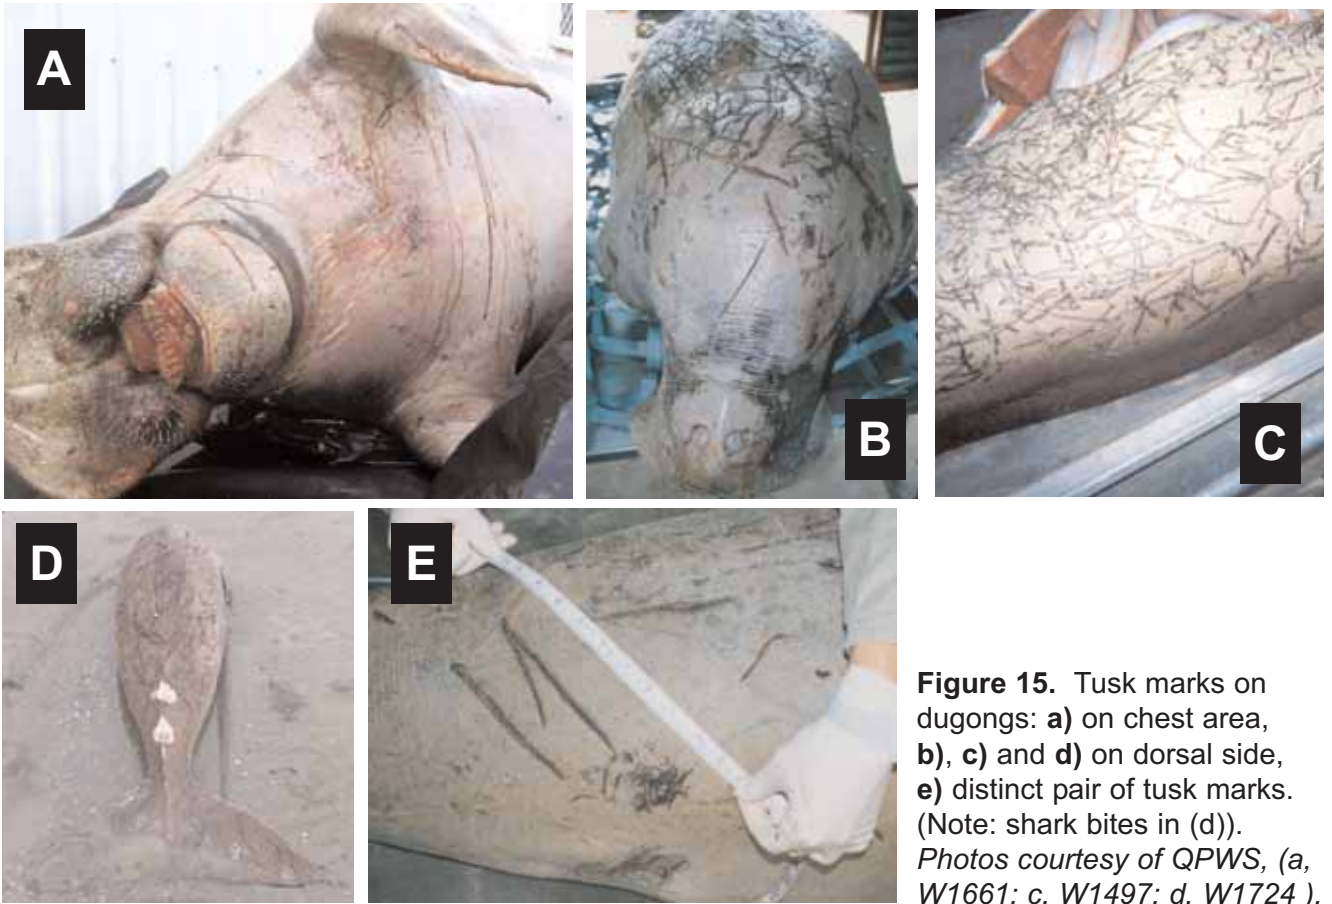 A
B
C
D
E
Figure 15. Tusk marks on
dugongs: a) on chest area,
b), c) and d) on dorsal side,
e) distinct pair of tusk marks.
(Note: shark bites in (d)).
Photos courtesy of QPWS, (a,
W1661; c, W1497; d, W1724 ).